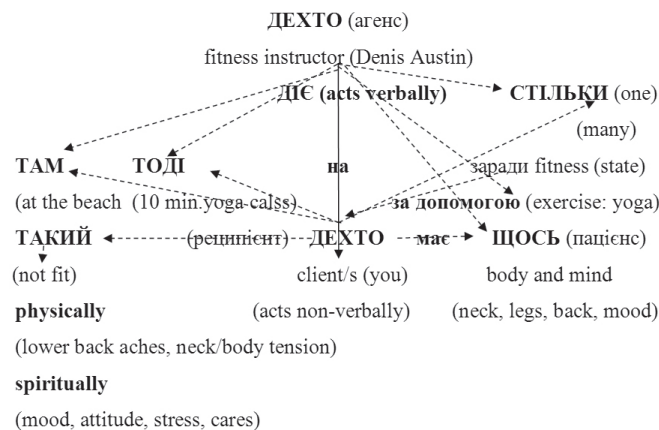 ДЕХТО (агенс)
fitness instructor (Denis Austin)
ДІЄ (acts verbally) СТІЛЬКИ (one)
(many)
ТАМ ТОДІ на заради fitness (state)
(at the beach (10 min.yoga calss) за допомогою (exercise: yoga)
ТАКИЙ (реципієнт) ДЕХТО має ЩОСЬ (пацієнс)
(not fit) client/s (you) body and mind
physically (acts non-verbally) (neck, legs, back, mood)
(lower back aches, neck/body tension)
spiritually
(mood, attitude, stress, cares)